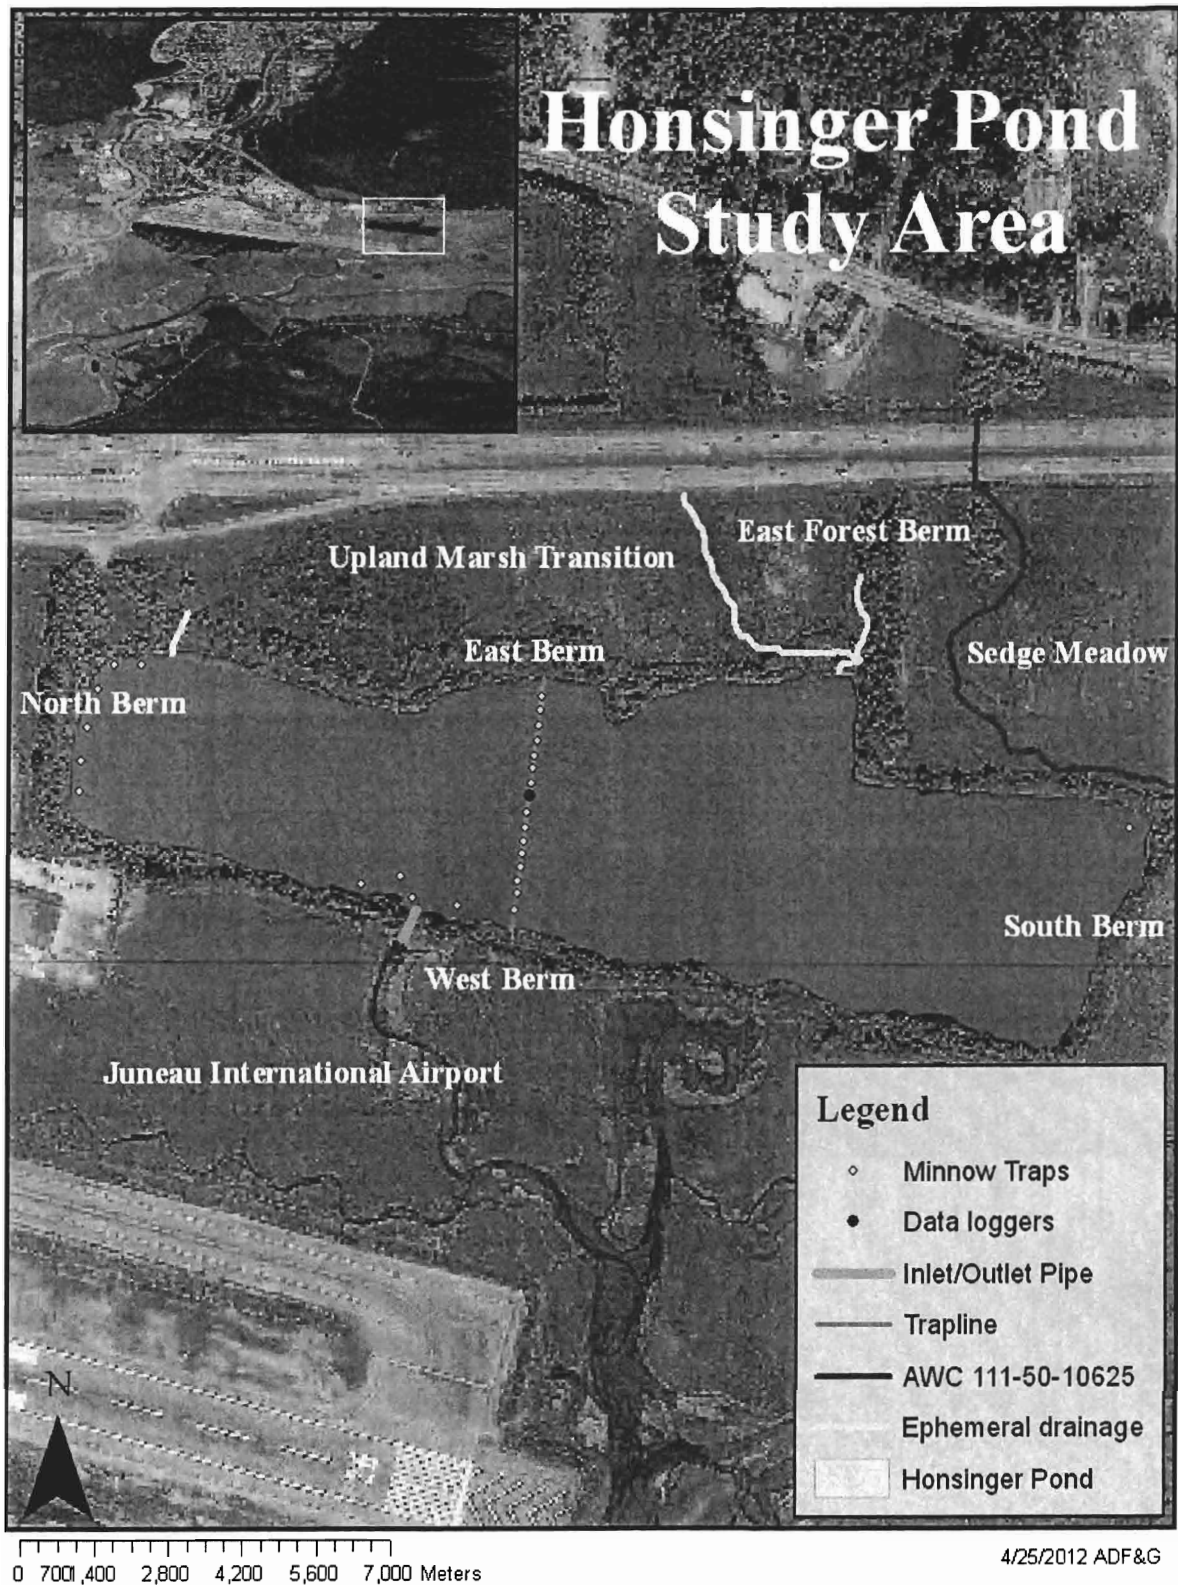 Honsinger Pond
Study Area
East Forest Berm
Upland Marsh Transition
East Berm
Sedge Meadow
North Berm
South Berm
West Berm
Juneau International Airport
Legend
Minnow Traps
Data loggers
Inlet/Outlet Pipe
Trapline
AWC 111-50-10625
Ephemeral drainage
Honsinger Pond
N
0 700 1,400 2,800 4,200 5,600 7,000 Meters
4/25/2012 ADF&G